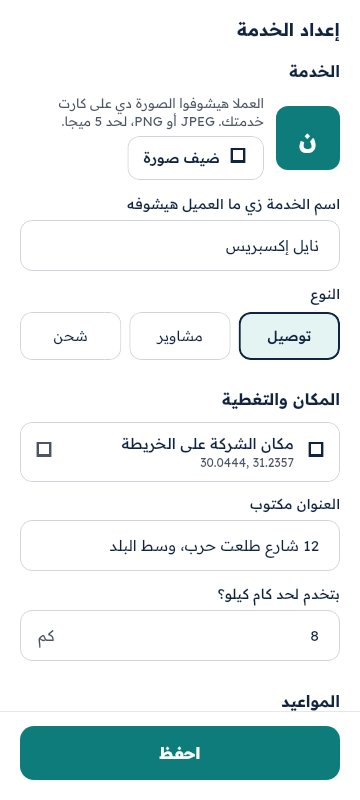 إعداد الخدمة
الخدمة
ن
العملا هيشوفوا الصورة دي على كارت
خدمتك. JPEG أو PNG، لحد 5 ميجا.
ضيف صورة
اسم الخدمة زي ما العميل هيشوفه
نايل إكسبريس
النوع
توصيل
مشاوير
شحن
المكان والتغطية
مكان الشركة على الخريطة
30.0444, 31.2357
العنوان مكتوب
12 شارع طلعت حرب، وسط البلد
بتخدم لحد كام كيلو؟
8
كم
المواعيد
احفظ